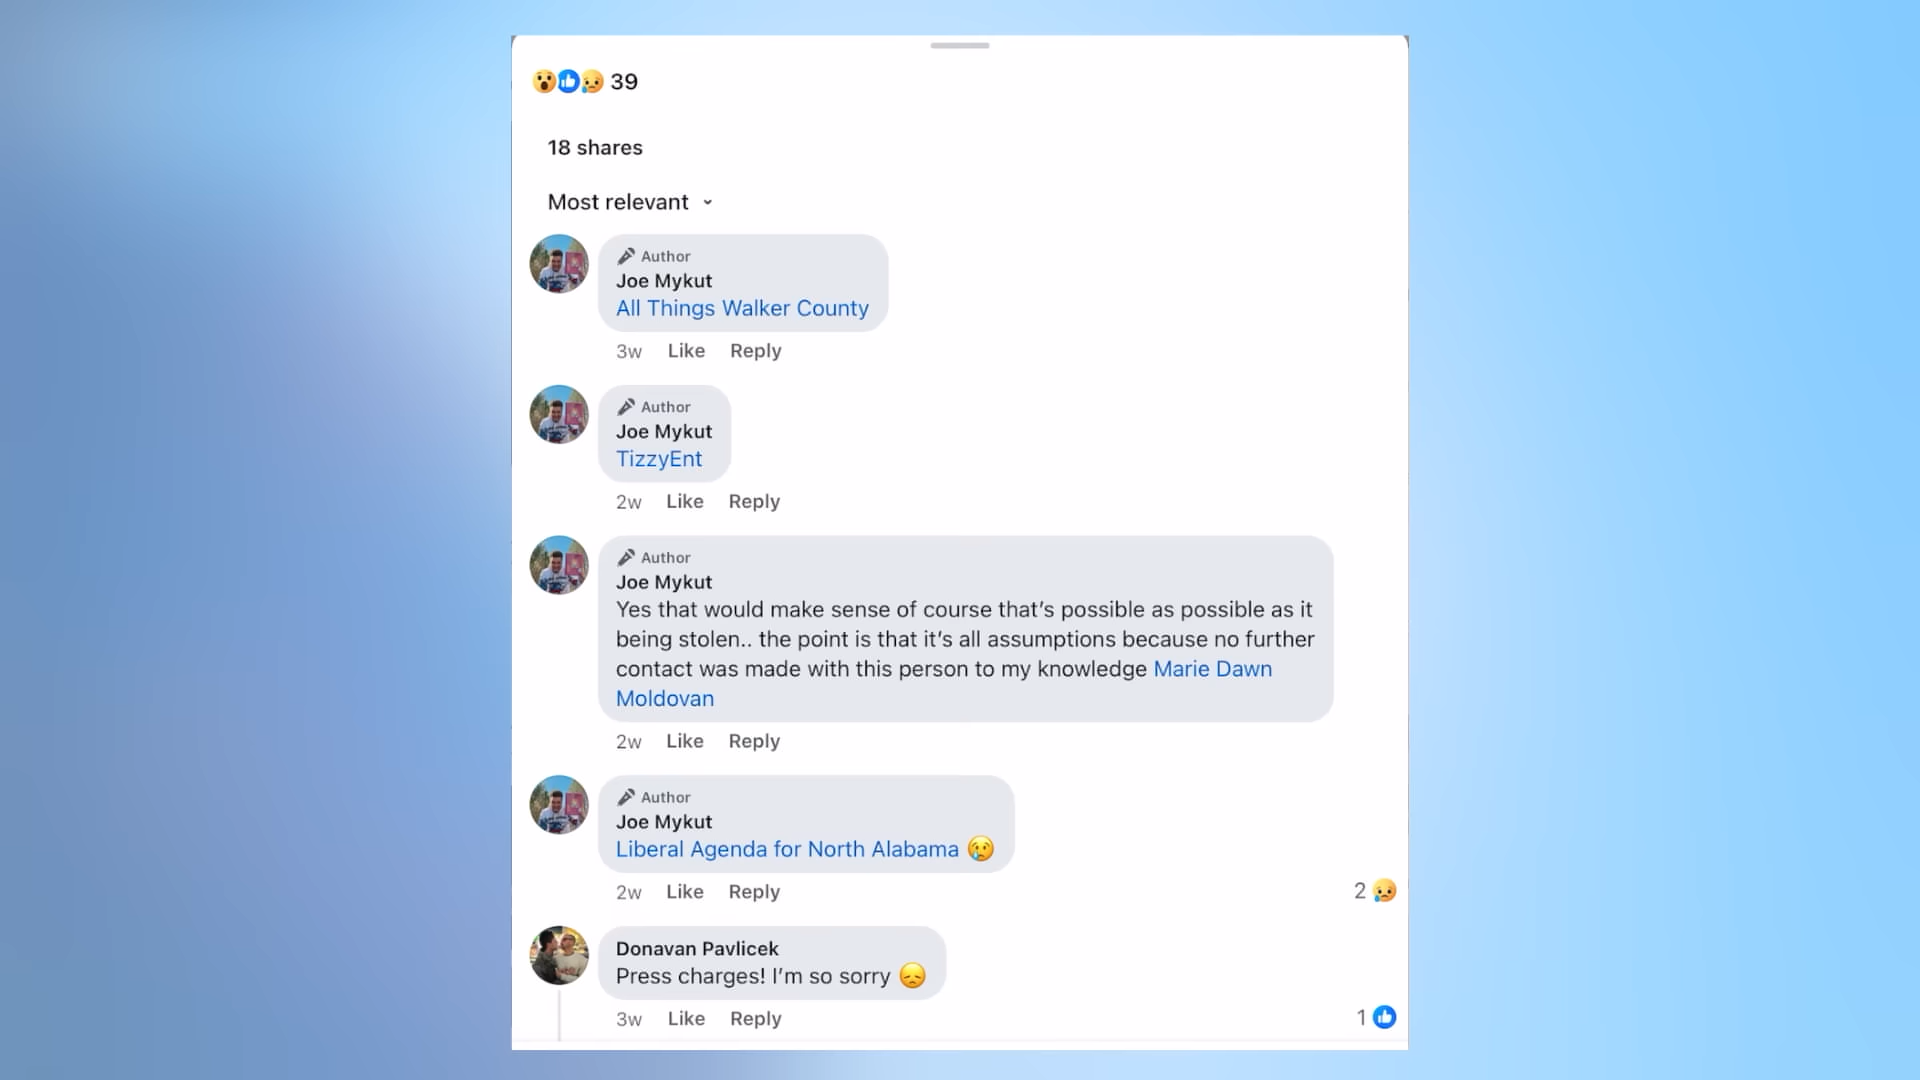 39
18 shares
Most relevant
Author
Joe Mykut
All Things Walker County
3w Like Reply
Author
Joe Mykut
TizzyEnt
2w Like Reply
Author
Joe Mykut
Yes that would make sense of course that’s possible as possible as it
being stolen.. the point is that it’s all assumptions because no further
contact was made with this person to my knowledge Marie Dawn
Moldovan
2w Like Reply
Author
Joe Mykut
Liberal Agenda for North Alabama 😢
2w Like Reply 2
Donavan Pavlicek
Press charges! I’m so sorry 😞
3w Like Reply 1